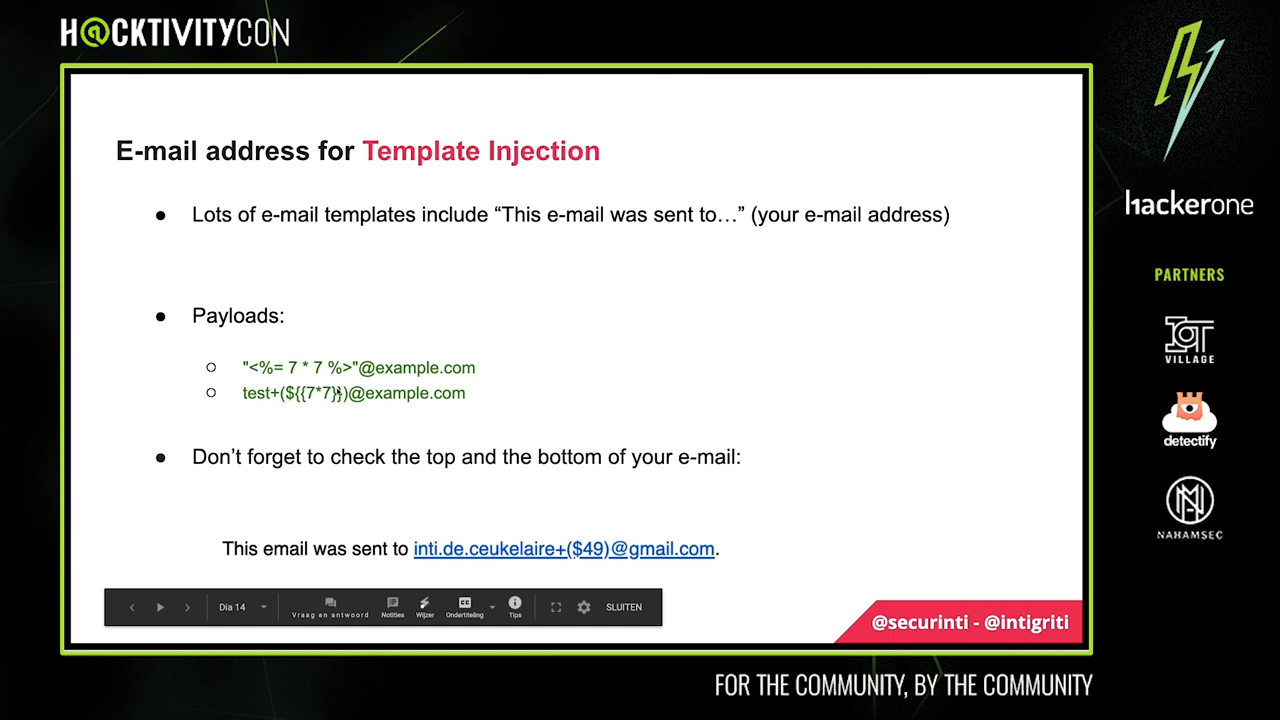 H@CKTIVITYCON
E-mail address for Template Injection
● Lots of e-mail templates include “This e-mail was sent to…” (your e-mail address)
● Payloads:
○ "<%= 7 * 7 %>"@example.com
○ test+(${{7*7}})@example.com
● Don’t forget to check the top and the bottom of your e-mail:
This email was sent to inti.de.ceukelaire+($49)@gmail.com.
Dia 14
Vraag en antwoord
Notities
Wijzer
Ondertiteling
Tips
SLUITEN
@securinti - @intigriti
hackerone
PARTNERS
IOT
VILLAGE
detectify
NAHAMSEC
FOR THE COMMUNITY, BY THE COMMUNITY